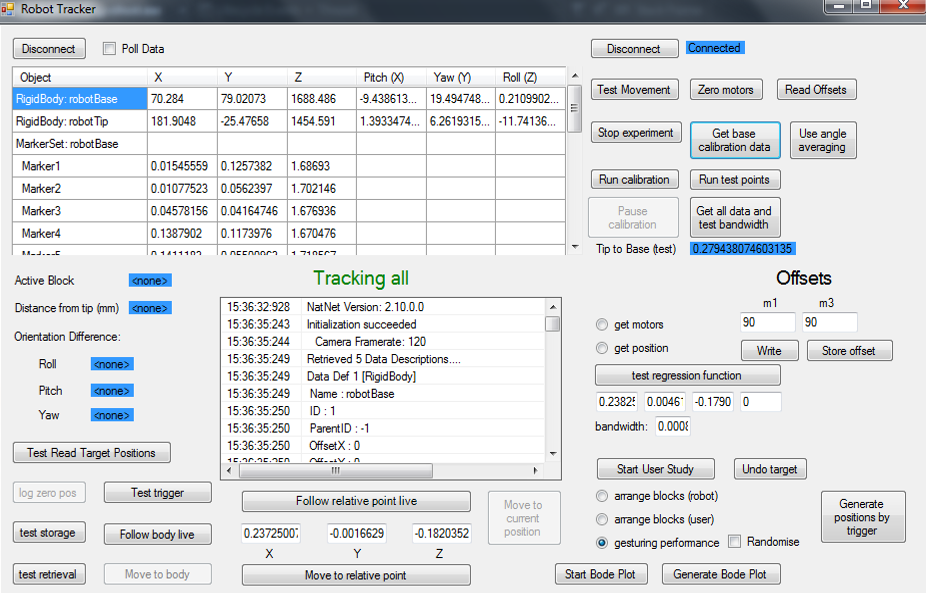 Robot Tracker
Disconnect Poll Data
Disconnect Connected
Object X Y Z Pitch (X) Yaw (Y) Roll (Z)
RigidBody: robotBase 70.284 79.02073 1688.486 -9.438613... 19.494748... 0.2109902...
RigidBody: robotTip 181.9048 -25.47658 1454.591 1.3933474... 6.2619315... -11.74136...
MarkerSet: robotBase
Marker1 0.01545559 0.1257382 1.68693
Marker2 0.01077523 0.0562397 1.702146
Marker3 0.04578156 0.04164746 1.676936
Marker4 0.1387902 0.1173976 1.670476
Test Movement Zero motors Read Offsets
Stop experiment Get base calibration data Use angle averaging
Run calibration Run test points
Pause calibration Get all data and test bandwidth
Tip to Base (test) 0.279438074603135
Active Block <none>
Distance from tip (mm) <none>
Orientation Difference:
Roll <none>
Pitch <none>
Yaw <none>
Test Read Target Positions
log zero pos Test trigger
test storage Follow body live
test retrieval Move to body
Tracking all
15:36:32:928 NatNet Version: 2.10.0.0
15:36:35:243 Initialization succeeded
15:36:35:244 Camera Framerate: 120
15:36:35:249 Retrieved 5 Data Descriptions....
15:36:35:249 Data Def 1 [RigidBody]
15:36:35:249 Name : robotBase
15:36:35:250 ID : 1
15:36:35:250 ParentID : -1
15:36:35:250 OffsetX : 0
15:36:35:250 OffsetY : 0
Follow relative point live
0.23725007 -0.0016629 -0.1820352
X Y Z
Move to relative point
Move to current position
Offsets
m1 m3
get motors 90 90
get position Write Store offset
test regression function
0.23825 0.0046 -0.1790 0
bandwidth: 0.0008
Start User Study Undo target
arrange blocks (robot)
arrange blocks (user)
gesturing performance Randomise
Generate positions by trigger
Start Bode Plot Generate Bode Plot